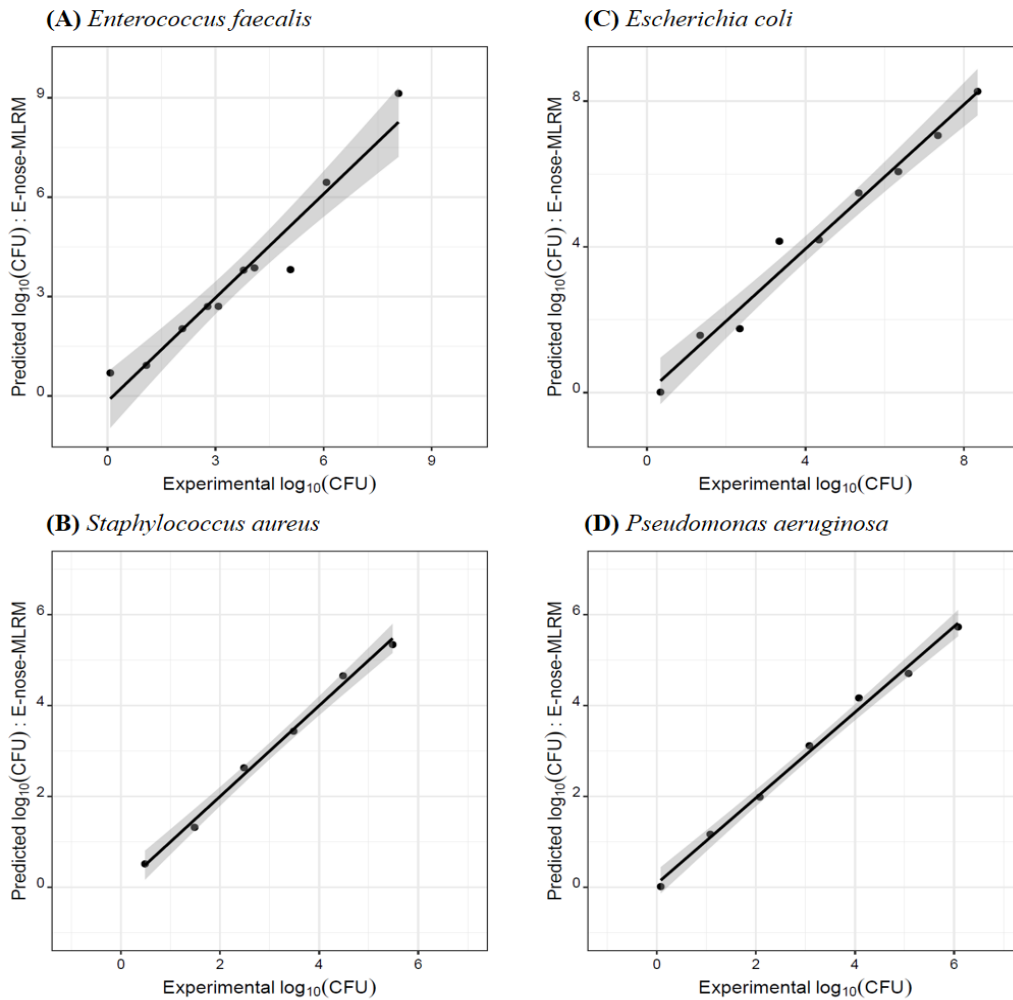 (A) Enterococcus faecalis
Predicted log₁₀(CFU) : E-nose-MLRM
9
6
3
0
0 3 6 9
Experimental log₁₀(CFU)
(C) Escherichia coli
Predicted log₁₀(CFU) : E-nose-MLRM
8
4
0
0 4 8
Experimental log₁₀(CFU)
(B) Staphylococcus aureus
Predicted log₁₀(CFU) : E-nose-MLRM
6
4
2
0
0 2 4 6
Experimental log₁₀(CFU)
(D) Pseudomonas aeruginosa
Predicted log₁₀(CFU) : E-nose-MLRM
6
4
2
0
0 2 4 6
Experimental log₁₀(CFU)